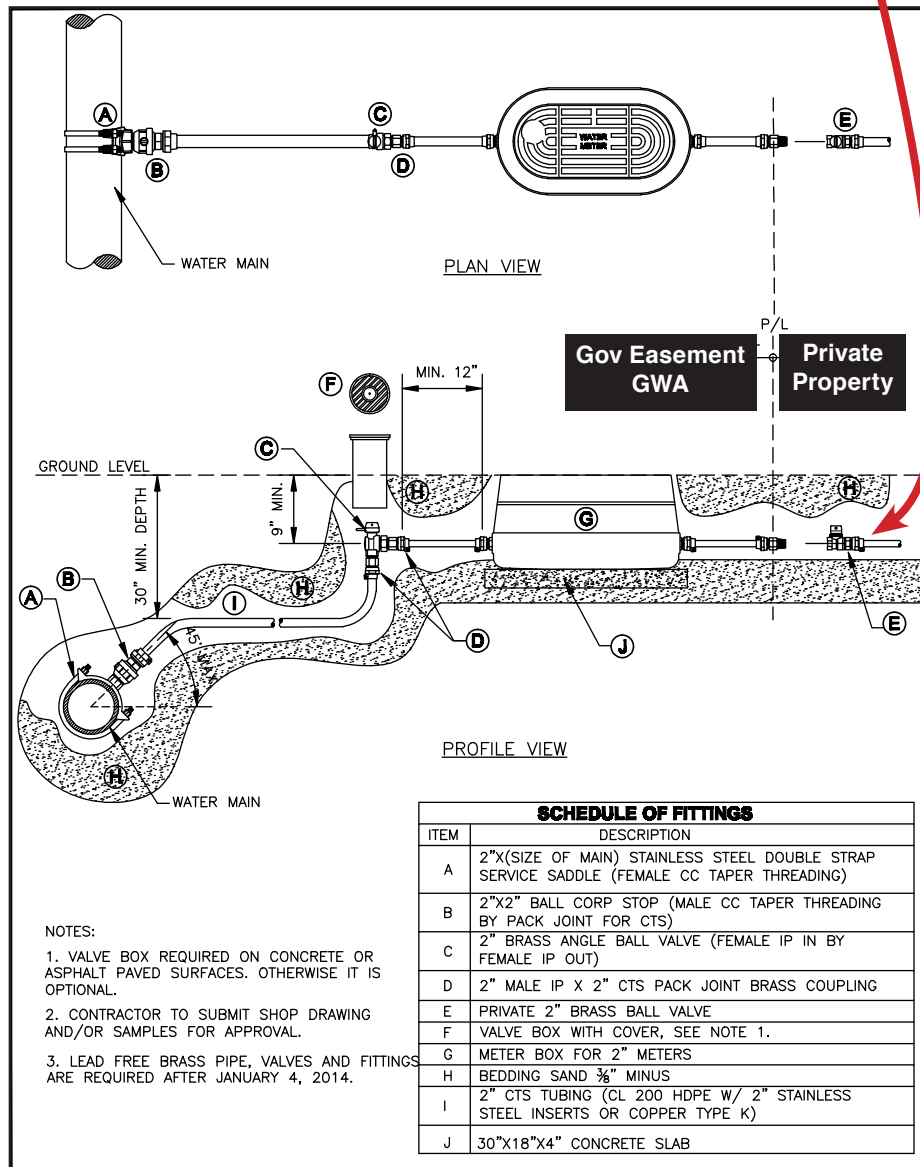 A
B
C
D
E
WATER
METER
WATER MAIN
PLAN VIEW
P/L
Gov Easement
GWA
Private
Property
F
MIN. 12"
C
GROUND LEVEL
H
H
30" MIN. DEPTH
9" MIN.
G
B
A
I
H
D
J
E
45 MAX
PROFILE VIEW
H
WATER MAIN
SCHEDULE OF FITTINGS
ITEM DESCRIPTION
A 2"X(SIZE OF MAIN) STAINLESS STEEL DOUBLE STRAP
SERVICE SADDLE (FEMALE CC TAPER THREADING)
B 2"X2" BALL CORP STOP (MALE CC TAPER THREADING
BY PACK JOINT FOR CTS)
C 2" BRASS ANGLE BALL VALVE (FEMALE IP IN BY
FEMALE IP OUT)
D 2" MALE IP X 2" CTS PACK JOINT BRASS COUPLING
E PRIVATE 2" BRASS BALL VALVE
F VALVE BOX WITH COVER, SEE NOTE 1.
G METER BOX FOR 2" METERS
H BEDDING SAND ⅜" MINUS
I 2" CTS TUBING (CL 200 HDPE W/ 2" STAINLESS
STEEL INSERTS OR COPPER TYPE K)
J 30"X18"X4" CONCRETE SLAB
NOTES:
1. VALVE BOX REQUIRED ON CONCRETE OR
ASPHALT PAVED SURFACES. OTHERWISE IT IS
OPTIONAL.
2. CONTRACTOR TO SUBMIT SHOP DRAWING
AND/OR SAMPLES FOR APPROVAL.
3. LEAD FREE BRASS PIPE, VALVES AND FITTINGS
ARE REQUIRED AFTER JANUARY 4, 2014.